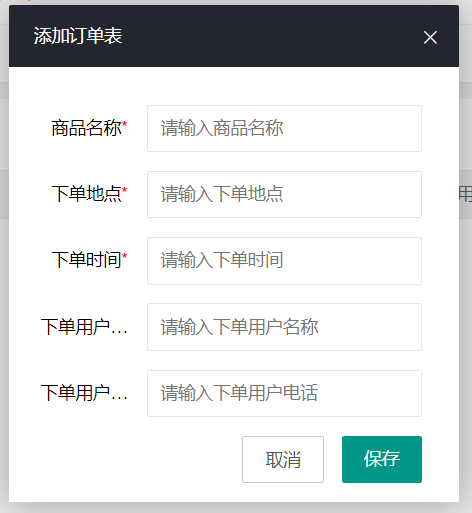 添加订单表
商品名称* 请输入商品名称
下单地点* 请输入下单地点
下单时间* 请输入下单时间
下单用户... 请输入下单用户名称
下单用户... 请输入下单用户电话
取消 保存
用